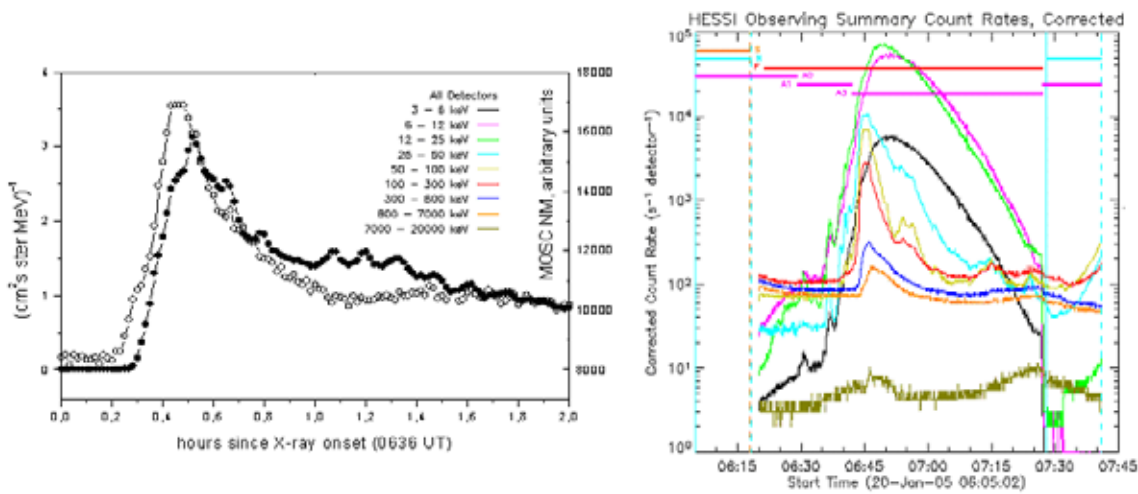 HESSI Observing Summary Count Rates, Corrected
6
3
2
1
0
(cm² s ster MeV)⁻¹
18000
16000
14000
12000
10000
8000
MOSC NM, arbitrary units
0,0 0,2 0,4 0,6 0,8 1,0 1,2 1,4 1,6 1,8 2,0
hours since X-ray onset (0636 UT)
All Detectors
3 - 6 keV
6 - 12 keV
12 - 25 keV
25 - 50 keV
50 - 100 keV
100 - 300 keV
300 - 800 keV
800 - 7000 keV
7000 - 20000 keV
10⁵
10⁴
10³
10²
10¹
10⁰
Corrected Count Rate (s⁻¹ detector⁻¹)
A0
A1
A3
06:15 06:30 06:45 07:00 07:15 07:30 07:45
Start Time (20-Jan-05 06:05:02)